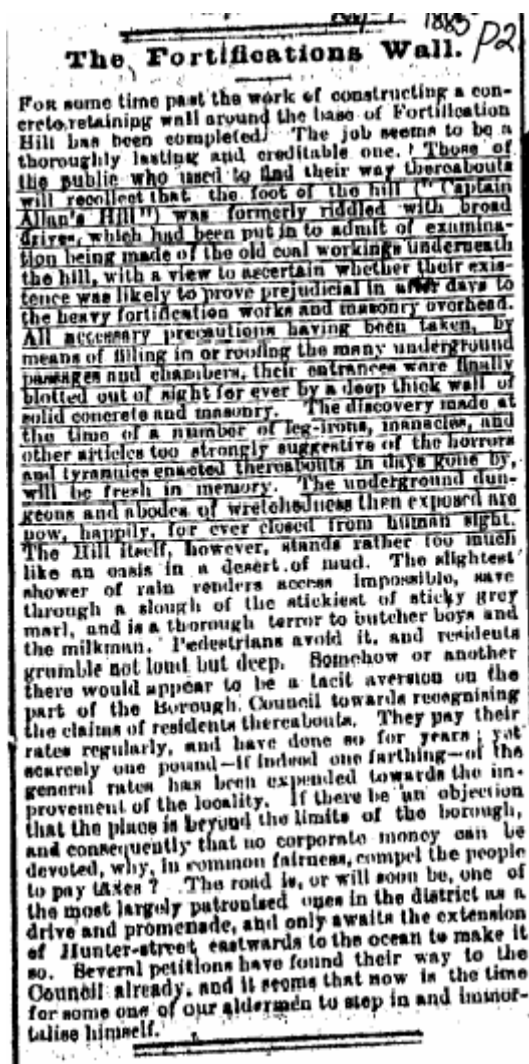 1885
P2
The Fortifications Wall.
FOR some time past the work of constructing a con-
crete retaining wall around the base of Fortification
Hill has been completed. The job seems to be a
thoroughly lasting and creditable one. Those of
the public who used to find their way thereabouts
will recollect that the foot of the hill ("Captain
Allan's Hill") was formerly riddled with broad
drives, which had been put in to admit of examina-
tion being made of the old coal workings underneath
the hill, with a view to ascertain whether their exis-
tence was likely to prove prejudicial in after days to
the heavy fortification works and masonry overhead.
All necessary precautions having been taken, by
means of filling in or roofing the many underground
passages and chambers, their entrances were finally
blotted out of sight for ever by a deep thick wall of
solid concrete and masonry. The discovery made at
the time of a number of leg-irons, manacles, and
other articles too strongly suggestive of the horrors
and tyrannies enacted thereabouts in days gone by,
will be fresh in memory. The underground dun-
geons and abodes of wretchedness then exposed are
now, happily, for ever closed from human sight.
The Hill itself, however, stands rather too much
like an oasis in a desert of mud. The slightest
shower of rain renders access impossible, save
through a slough of the stickiest of sticky grey
marl, and is a thorough terror to butcher boys and
the milkman. Pedestrians avoid it, and residents
grumble not loud but deep. Somehow or another
there would appear to be a tacit aversion on the
part of the Borough Council towards recognising
the claims of residents thereabouts. They pay their
rates regularly, and have done so for years; yet
scarcely one pound—if indeed one farthing—of the
general rates has been expended towards the im-
provement of the locality. If there be an objection
that the place is beyond the limits of the borough,
and consequently that no corporate money can be
devoted, why, in common fairness, compel the people
to pay taxes? The road is, or will soon be, one of
the most largely patronised ones in the district as a
drive and promenade, and only awaits the extension
of Hunter-street eastwards to the ocean to make it
so. Several petitions have found their way to the
Council already, and it seems that now is the time
for some one of our aldermen to step in and immor-
talise himself.